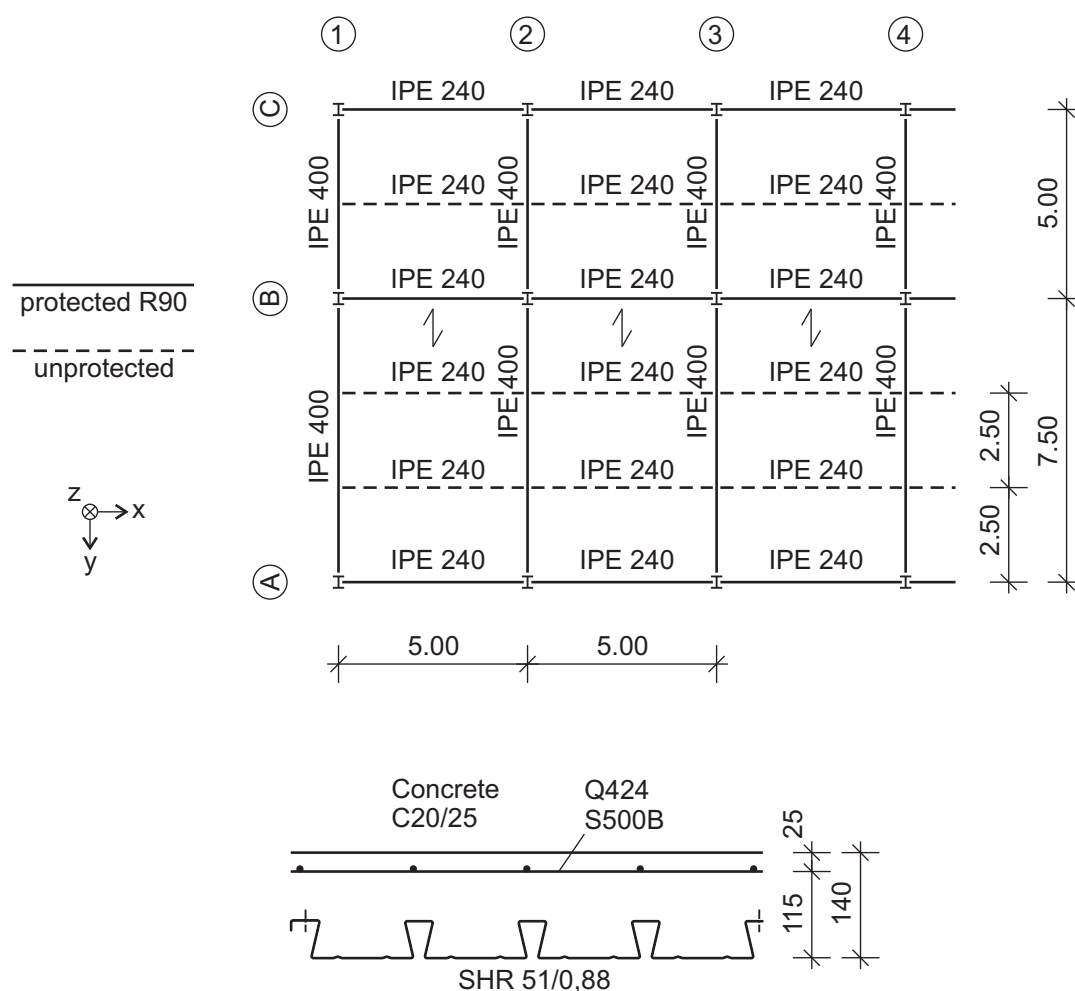 1 2 3 4
C IPE 240 IPE 240 IPE 240
IPE 400 IPE 400 IPE 400 IPE 400
IPE 240 IPE 240 IPE 240
5.00
B IPE 240 IPE 240 IPE 240
protected R90
unprotected
IPE 240 IPE 240 IPE 240
IPE 400 IPE 400 IPE 400 IPE 400
2.50
7.50
IPE 240 IPE 240 IPE 240
z
x
y
2.50
A IPE 240 IPE 240 IPE 240
5.00 5.00
Concrete
C20/25
Q424
S500B
25
115
140
SHR 51/0,88